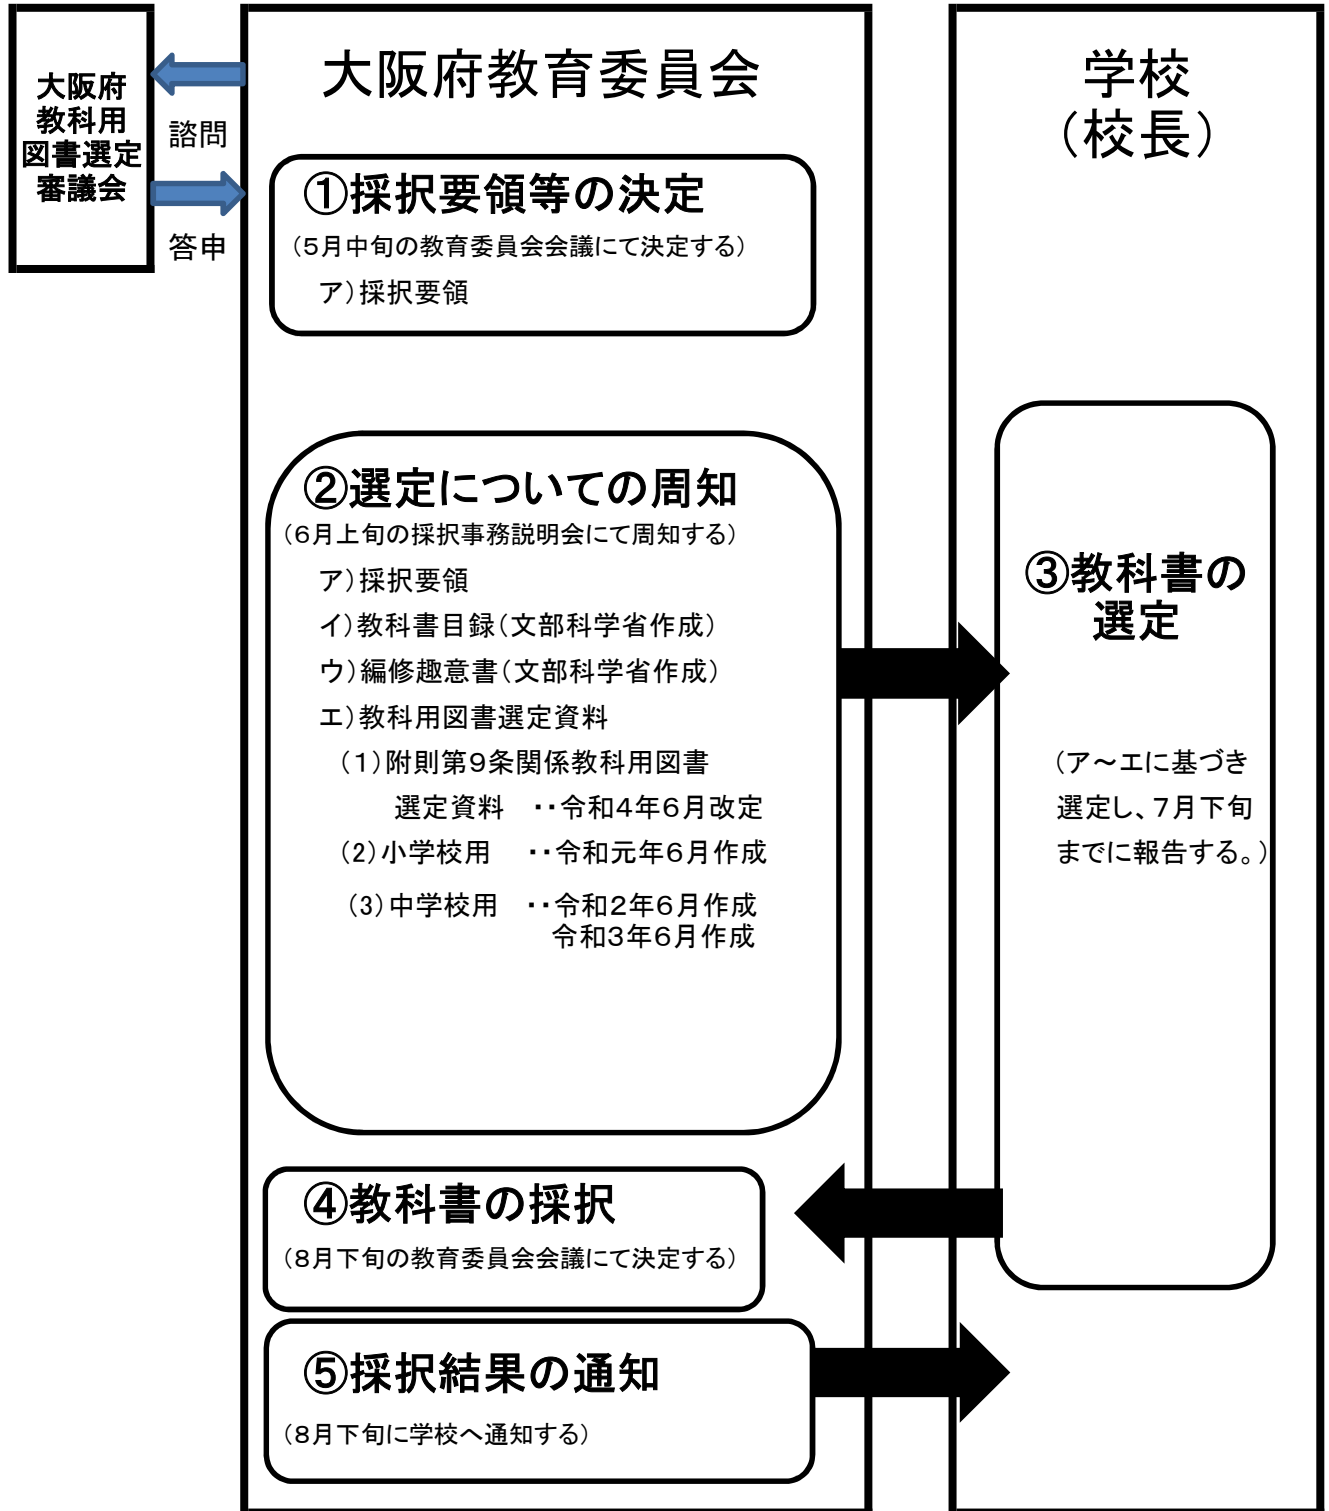 大阪府
教科用
図書選定
審議会
諮問
答申
大阪府教育委員会
①採択要領等の決定
(5月中旬の教育委員会会議にて決定する)
ア)採択要領
②選定についての周知
(6月上旬の採択事務説明会にて周知する)
ア)採択要領
イ)教科書目録(文部科学省作成)
ウ)編修趣意書(文部科学省作成)
エ)教科用図書選定資料
(1)附則第9条関係教科用図書
選定資料 ‥令和4年6月改定
(2)小学校用 ‥令和元年6月作成
(3)中学校用 ‥令和2年6月作成
令和3年6月作成
④教科書の採択
(8月下旬の教育委員会会議にて決定する)
⑤採択結果の通知
(8月下旬に学校へ通知する)
学校
(校長)
③教科書の
選定
(ア～エに基づき
選定し、7月下旬
までに報告する。)